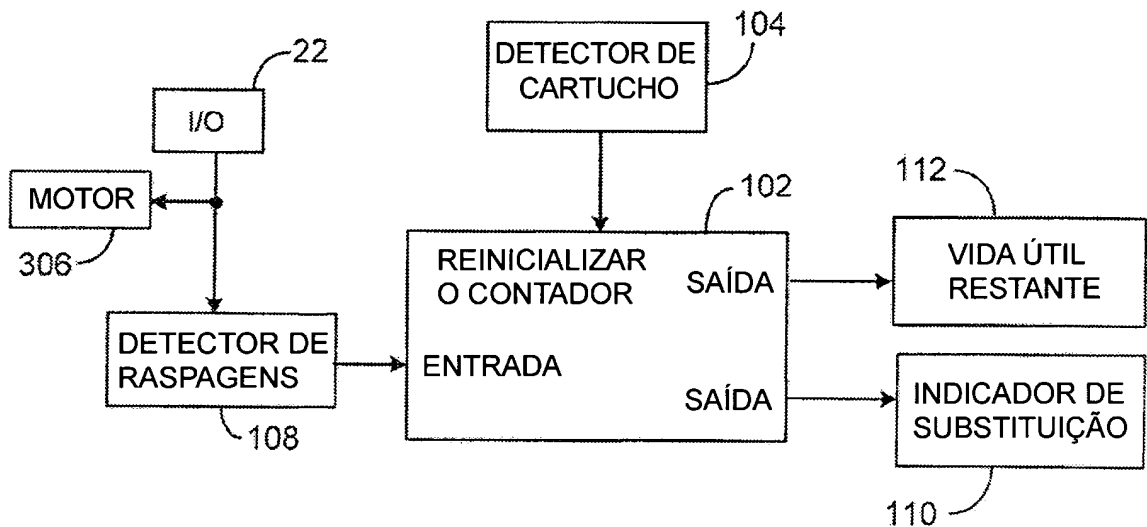 22
I/O
MOTOR
306
DETECTOR DE
RASPAGENS
108
DETECTOR DE
CARTUCHO
104
102
REINICIALIZAR
O CONTADOR
SAÍDA
ENTRADA
SAÍDA
112
VIDA ÚTIL
RESTANTE
INDICADOR DE
SUBSTITUIÇÃO
110